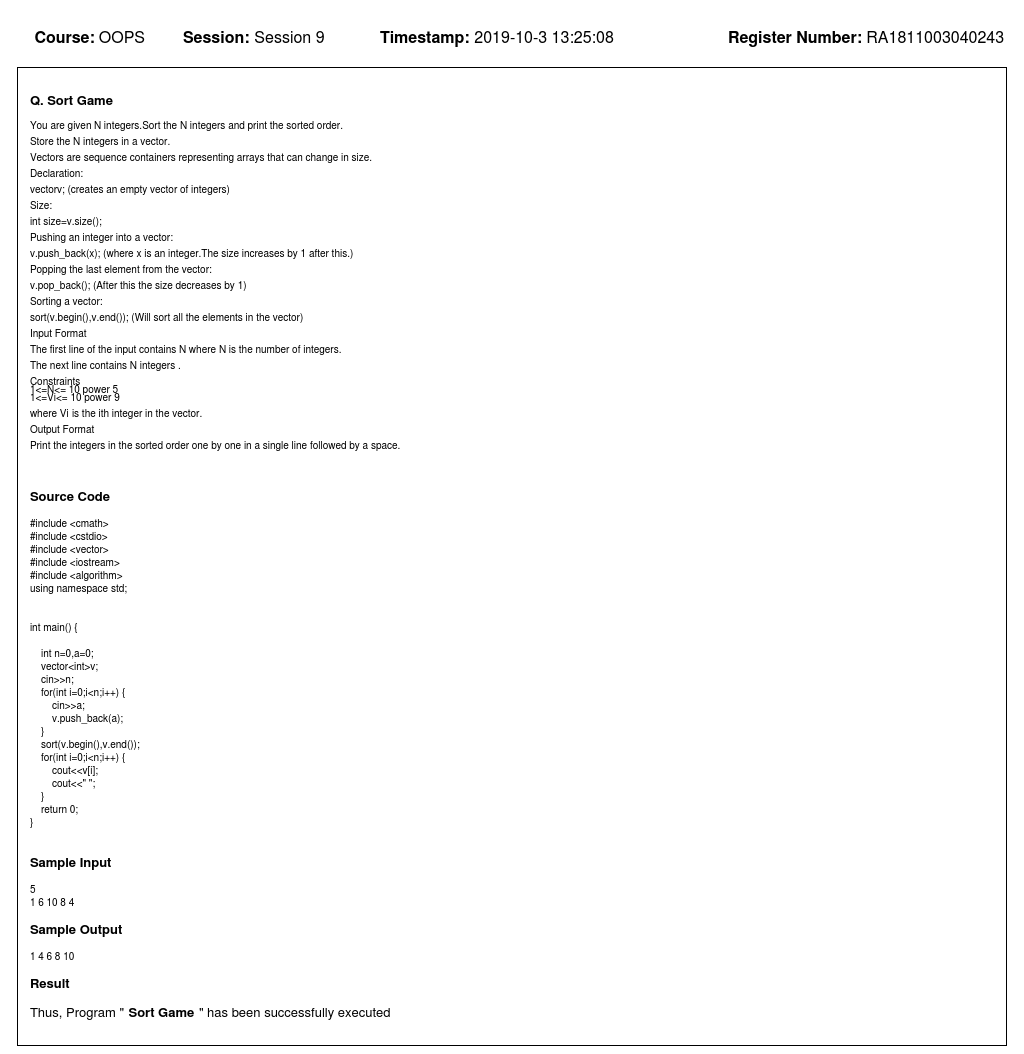 Course: OOPS Session: Session 9 Timestamp: 2019-10-3 13:25:08 Register Number: RA1811003040243
Q. Sort Game
You are given N integers.Sort the N integers and print the sorted order.
Store the N integers in a vector.
Vectors are sequence containers representing arrays that can change in size.
Declaration:
vectorv; (creates an empty vector of integers)
Size:
int size=v.size();
Pushing an integer into a vector:
v.push_back(x); (where x is an integer.The size increases by 1 after this.)
Popping the last element from the vector:
v.pop_back(); (After this the size decreases by 1)
Sorting a vector:
sort(v.begin(),v.end()); (Will sort all the elements in the vector)
Input Format
The first line of the input contains N where N is the number of integers.
The next line contains N integers .
Constraints
1<=N<= 10 power 5
1<=Vi<= 10 power 9
where Vi is the ith integer in the vector.
Output Format
Print the integers in the sorted order one by one in a single line followed by a space.
Source Code
#include <cmath>
#include <cstdio>
#include <vector>
#include <iostream>
#include <algorithm>
using namespace std;
int main() {
    int n=0,a=0;
    vector<int>v;
    cin>>n;
    for(int i=0;i<n;i++) {
        cin>>a;
        v.push_back(a);
    }
    sort(v.begin(),v.end());
    for(int i=0;i<n;i++) {
        cout<<v[i];
        cout<<" ";
    }
    return 0;
}
Sample Input
5
1 6 10 8 4
Sample Output
1 4 6 8 10
Result
Thus, Program " Sort Game " has been successfully executed